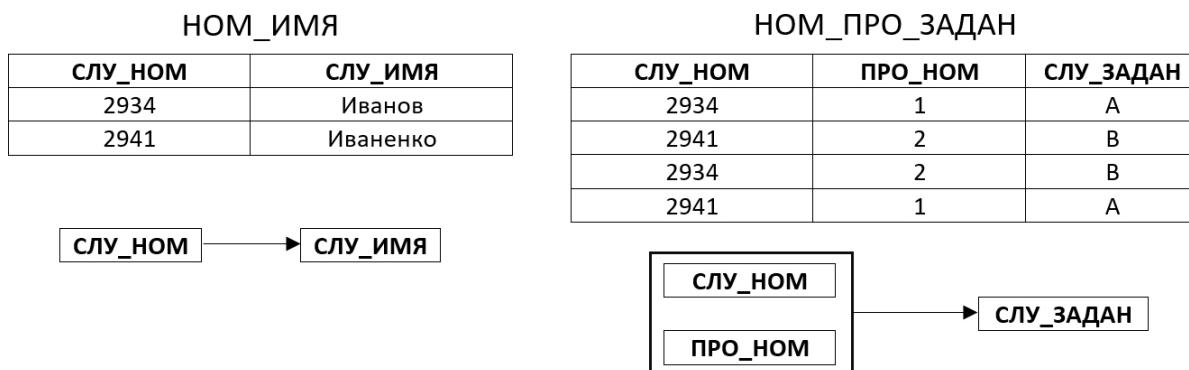 НОМ_ИМЯ
СЛУ_НОМ СЛУ_ИМЯ
2934 Иванов
2941 Иваненко
СЛУ_НОМ СЛУ_ИМЯ
НОМ_ПРО_ЗАДАН
СЛУ_НОМ ПРО_НОМ СЛУ_ЗАДАН
2934 1 A
2941 2 B
2934 2 B
2941 1 A
СЛУ_НОМ
СЛУ_ЗАДАН
ПРО_НОМ